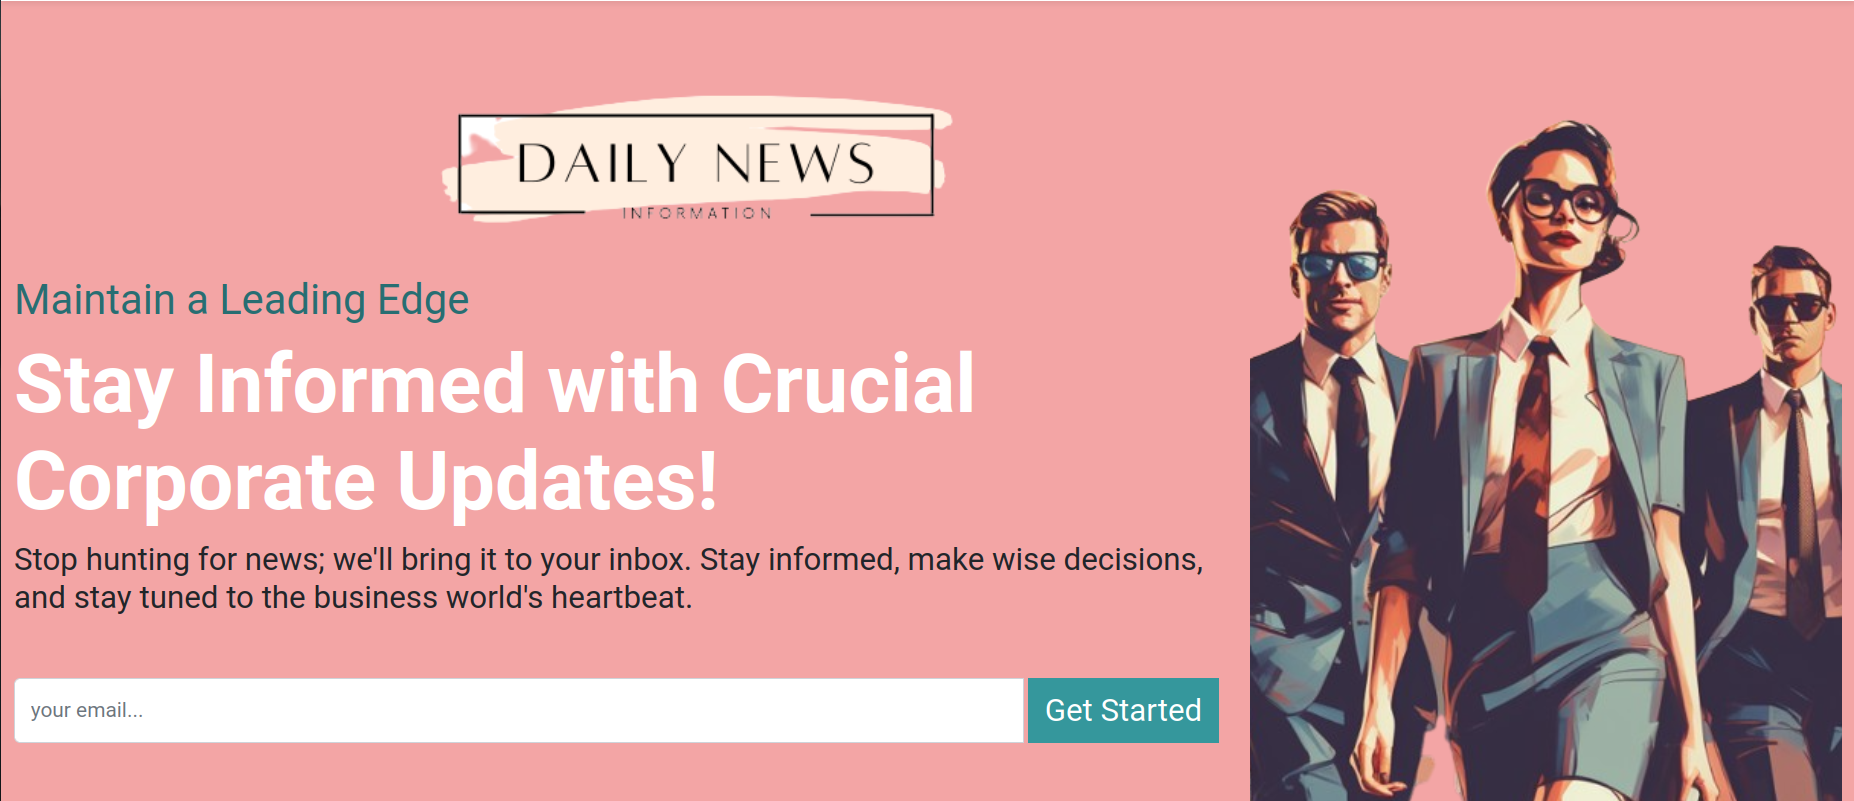 DAILY NEWS
INFORMATION
Maintain a Leading Edge
Stay Informed with Crucial
Corporate Updates!
Stop hunting for news; we'll bring it to your inbox. Stay informed, make wise decisions,
and stay tuned to the business world's heartbeat.
your email...
Get Started